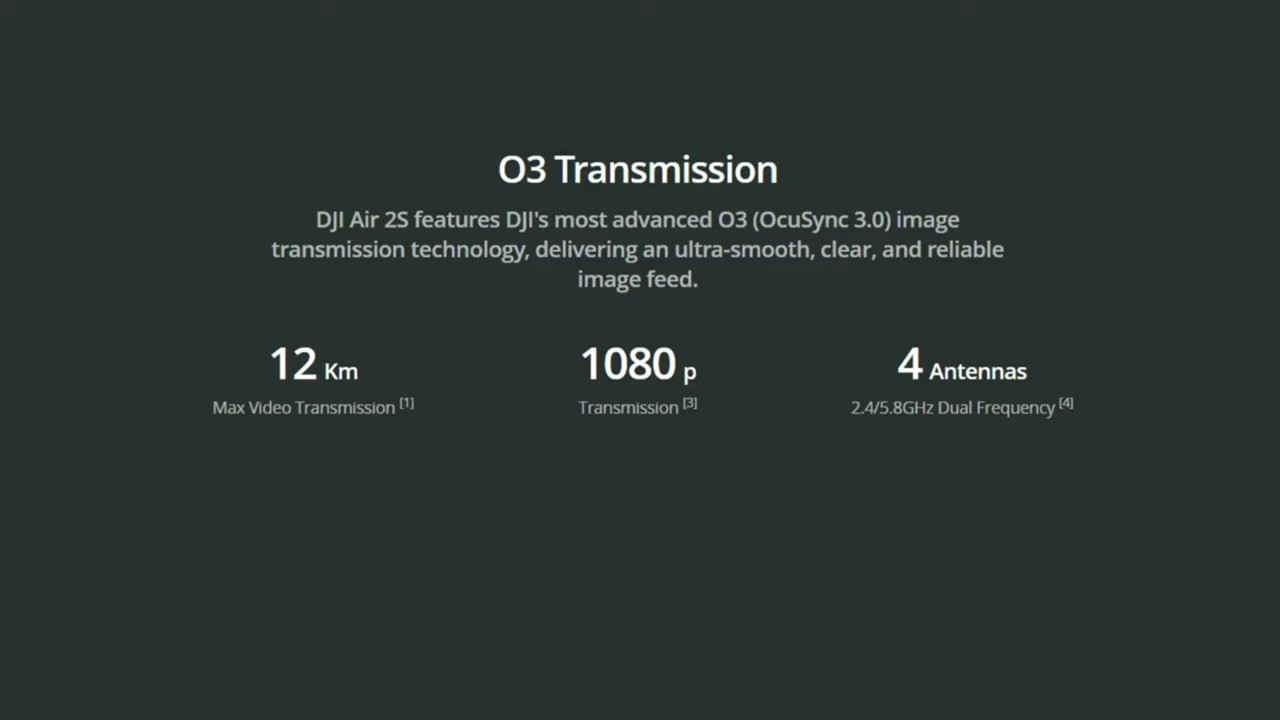 O3 Transmission
DJI Air 2S features DJI's most advanced O3 (OcuSync 3.0) image
transmission technology, delivering an ultra-smooth, clear, and reliable
image feed.
12 Km
Max Video Transmission [1]
1080 p
Transmission [3]
4 Antennas
2.4/5.8GHz Dual Frequency [4]